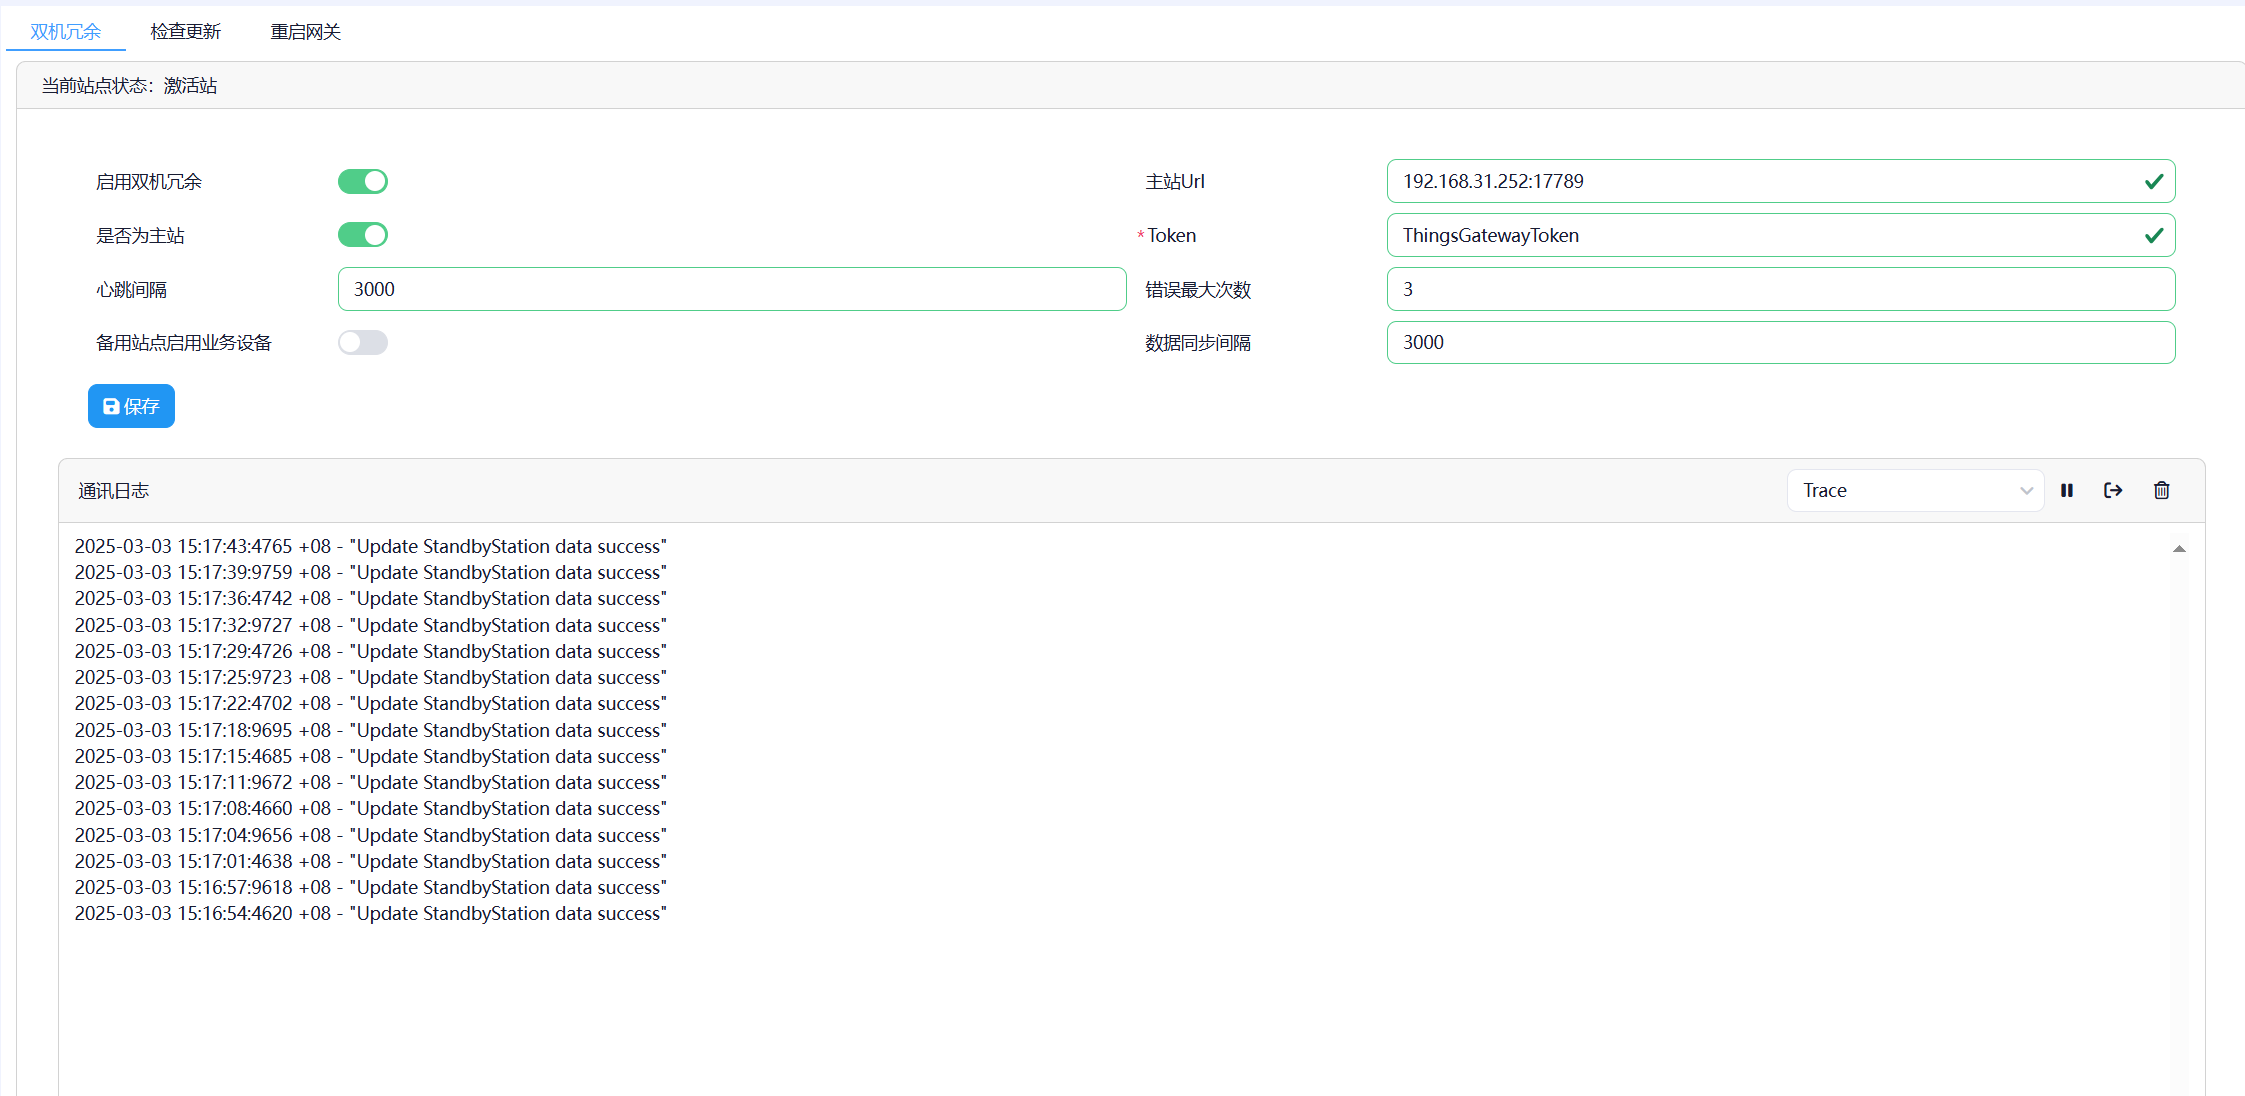 双机冗余 检查更新 重启网关
当前站点状态：激活站
启用双机冗余 主站Url 192.168.31.252:17789
是否为主站 *Token ThingsGatewayToken
心跳间隔 3000 错误最大次数 3
备用站点启用业务设备 数据同步间隔 3000
保存
通讯日志 Trace
2025-03-03 15:17:43:4765 +08 - "Update StandbyStation data success"
2025-03-03 15:17:39:9759 +08 - "Update StandbyStation data success"
2025-03-03 15:17:36:4742 +08 - "Update StandbyStation data success"
2025-03-03 15:17:32:9727 +08 - "Update StandbyStation data success"
2025-03-03 15:17:29:4726 +08 - "Update StandbyStation data success"
2025-03-03 15:17:25:9723 +08 - "Update StandbyStation data success"
2025-03-03 15:17:22:4702 +08 - "Update StandbyStation data success"
2025-03-03 15:17:18:9695 +08 - "Update StandbyStation data success"
2025-03-03 15:17:15:4685 +08 - "Update StandbyStation data success"
2025-03-03 15:17:11:9672 +08 - "Update StandbyStation data success"
2025-03-03 15:17:08:4660 +08 - "Update StandbyStation data success"
2025-03-03 15:17:04:9656 +08 - "Update StandbyStation data success"
2025-03-03 15:17:01:4638 +08 - "Update StandbyStation data success"
2025-03-03 15:16:57:9618 +08 - "Update StandbyStation data success"
2025-03-03 15:16:54:4620 +08 - "Update StandbyStation data success"